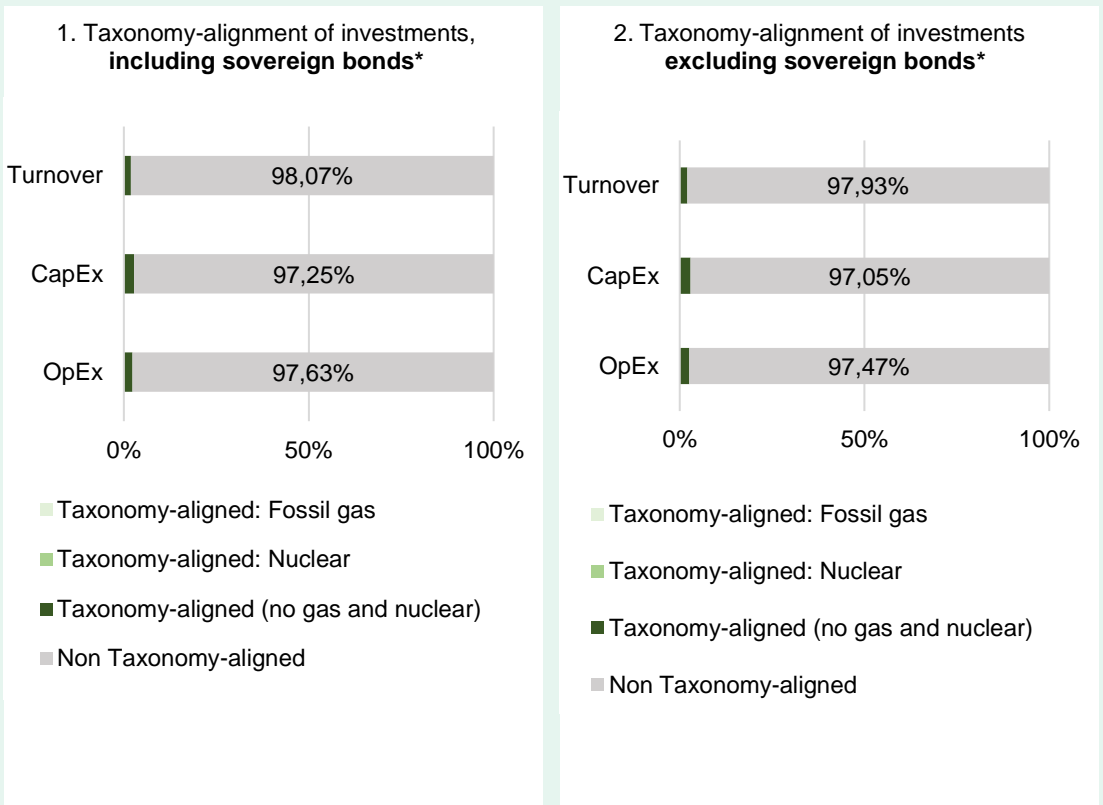 1. Taxonomy-alignment of investments,
including sovereign bonds*
Turnover
98,07%
CapEx
97,25%
OpEx
97,63%
0%
50%
100%
Taxonomy-aligned: Fossil gas
Taxonomy-aligned: Nuclear
Taxonomy-aligned (no gas and nuclear)
Non Taxonomy-aligned
2. Taxonomy-alignment of investments
excluding sovereign bonds*
Turnover
97,93%
CapEx
97,05%
OpEx
97,47%
0%
50%
100%
Taxonomy-aligned: Fossil gas
Taxonomy-aligned: Nuclear
Taxonomy-aligned (no gas and nuclear)
Non Taxonomy-aligned